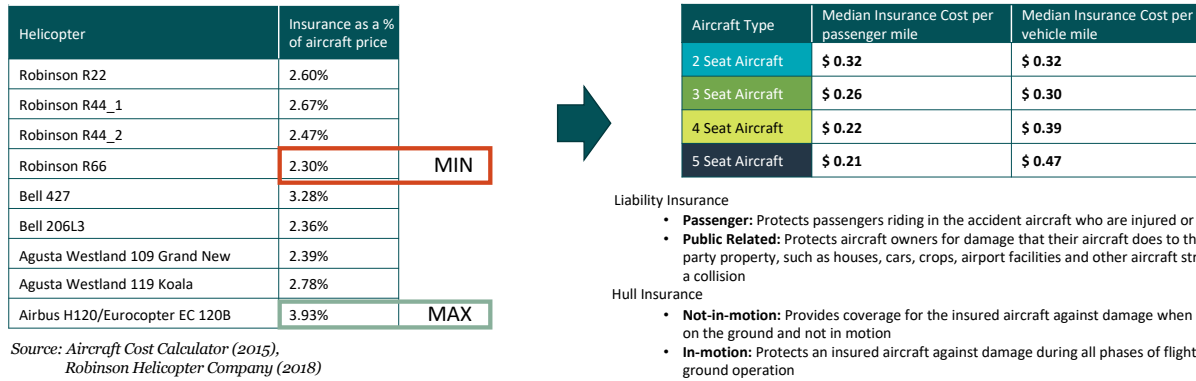 Helicopter
Insurance as a %
of aircraft price
Robinson R22
2.60%
Robinson R44_1
2.67%
Robinson R44_2
2.47%
Robinson R66
2.30%
MIN
Bell 427
3.28%
Bell 206L3
2.36%
Agusta Westland 109 Grand New
2.39%
Agusta Westland 119 Koala
2.78%
Airbus H120/Eurocopter EC 120B
3.93%
MAX
Source: Aircraft Cost Calculator (2015),
Robinson Helicopter Company (2018)
Aircraft Type
Median Insurance Cost per
passenger mile
Median Insurance Cost per
vehicle mile
2 Seat Aircraft
$ 0.32
$ 0.32
3 Seat Aircraft
$ 0.26
$ 0.30
4 Seat Aircraft
$ 0.22
$ 0.39
5 Seat Aircraft
$ 0.21
$ 0.47
Liability Insurance
• Passenger: Protects passengers riding in the accident aircraft who are injured or
• Public Related: Protects aircraft owners for damage that their aircraft does to
party property, such as houses, cars, crops, airport facilities and other aircraft
a collision
Hull Insurance
• Not-in-motion: Provides coverage for the insured aircraft against damage when
on the ground and not in motion
• In-motion: Protects an insured aircraft against damage during all phases of flight
ground operation